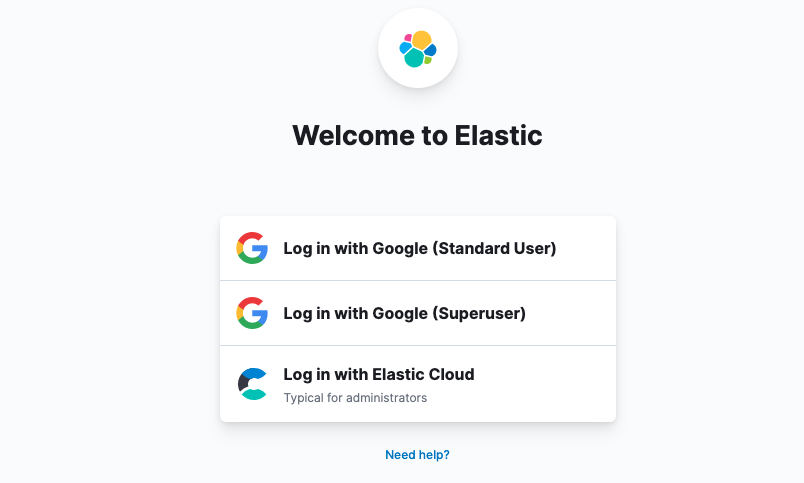 Welcome to Elastic
Log in with Google (Standard User)
Log in with Google (Superuser)
Log in with Elastic Cloud
Typical for administrators
Need help?